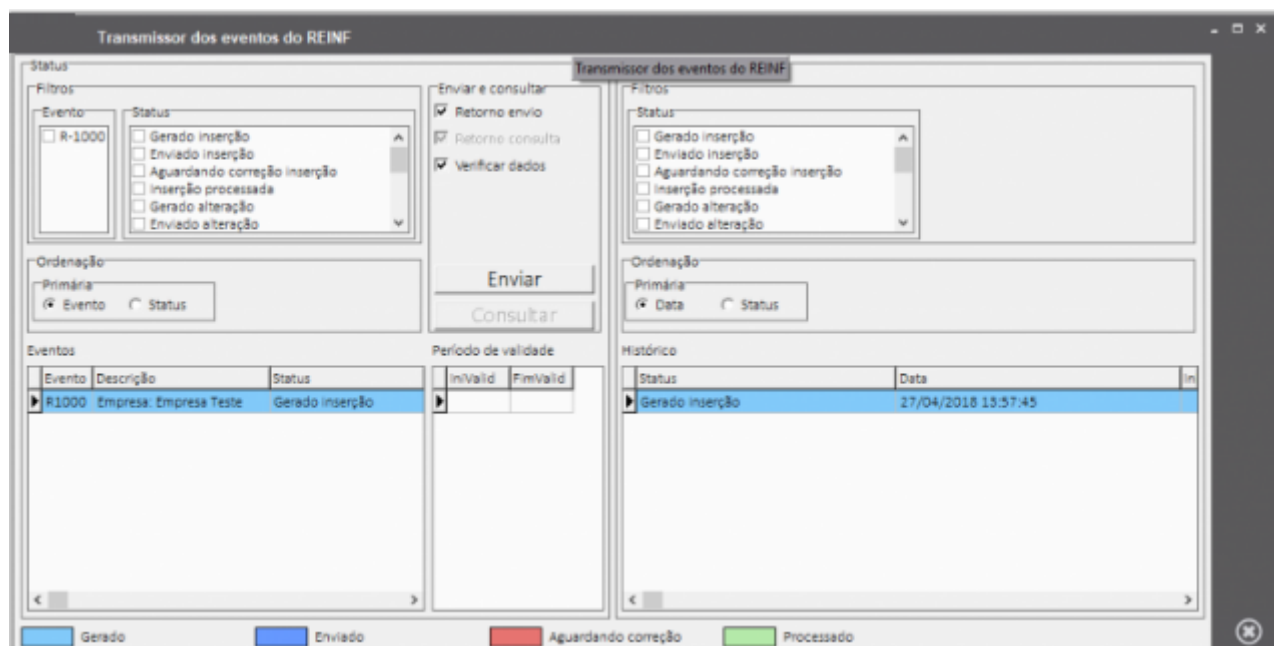 Transmissor dos eventos do REINF
Transmissor dos eventos do REINF
Status
Filtros
Evento
R-1000
Status
Gerado inserção
Enviado inserção
Aguardando correção inserção
Inserção processada
Gerado alteração
Enviado alteração
Ordenação
Primária
Evento Status
Enviar e consultar
Retorno envio
Retorno consulta
Verificar dados
Enviar
Consultar
Filtros
Status
Gerado inserção
Enviado inserção
Aguardando correção inserção
Inserção processada
Gerado alteração
Enviado alteração
Ordenação
Primária
Data Status
Eventos
Evento Descrição Status
R1000 Empresa: Empresa Teste Gerado inserção
Período de validade
IniValid FimValid
Histórico
Status Data In
Gerado inserção 27/04/2018 13:57:45
Gerado Enviado Aguardando correção Processado